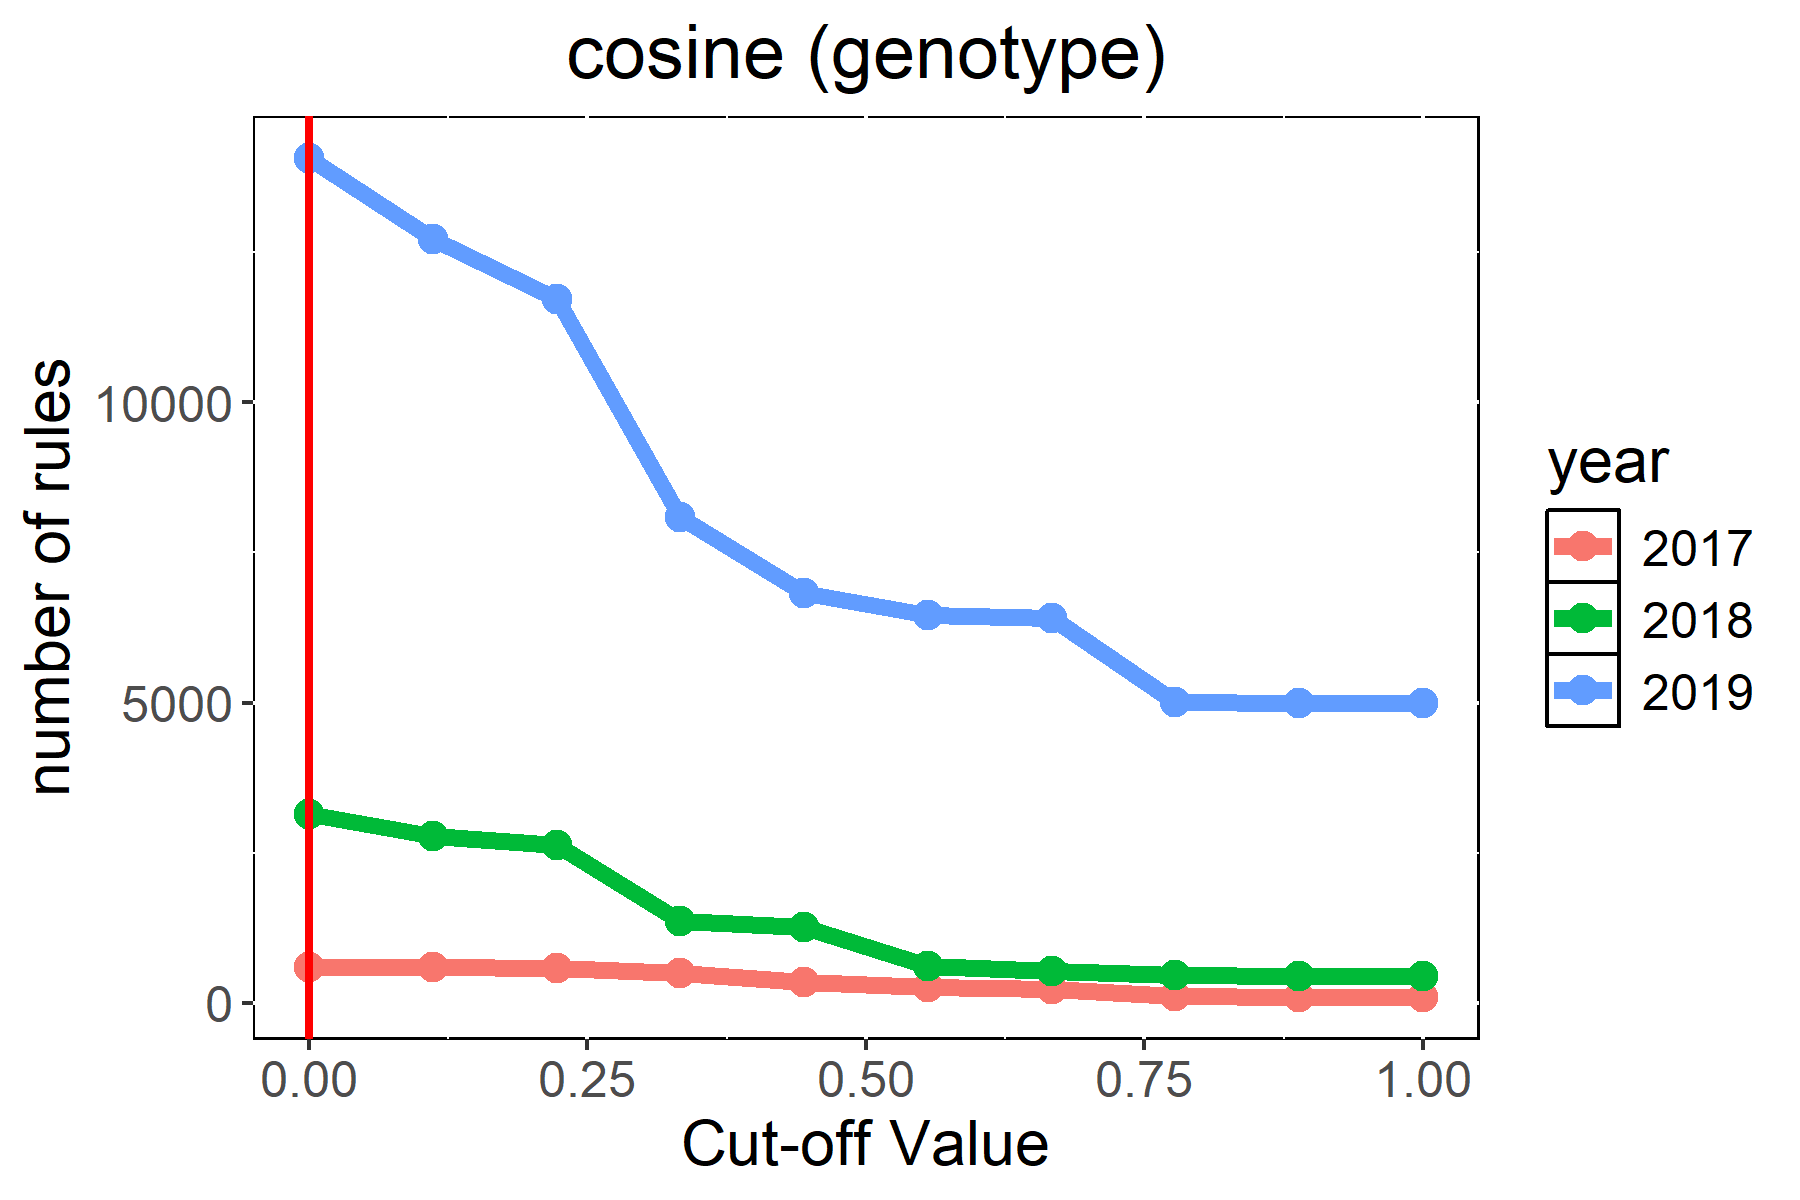 cosine (genotype)
number of rules
10000
5000
0
0.00 0.25 0.50 0.75 1.00
Cut-off Value
year
2017
2018
2019